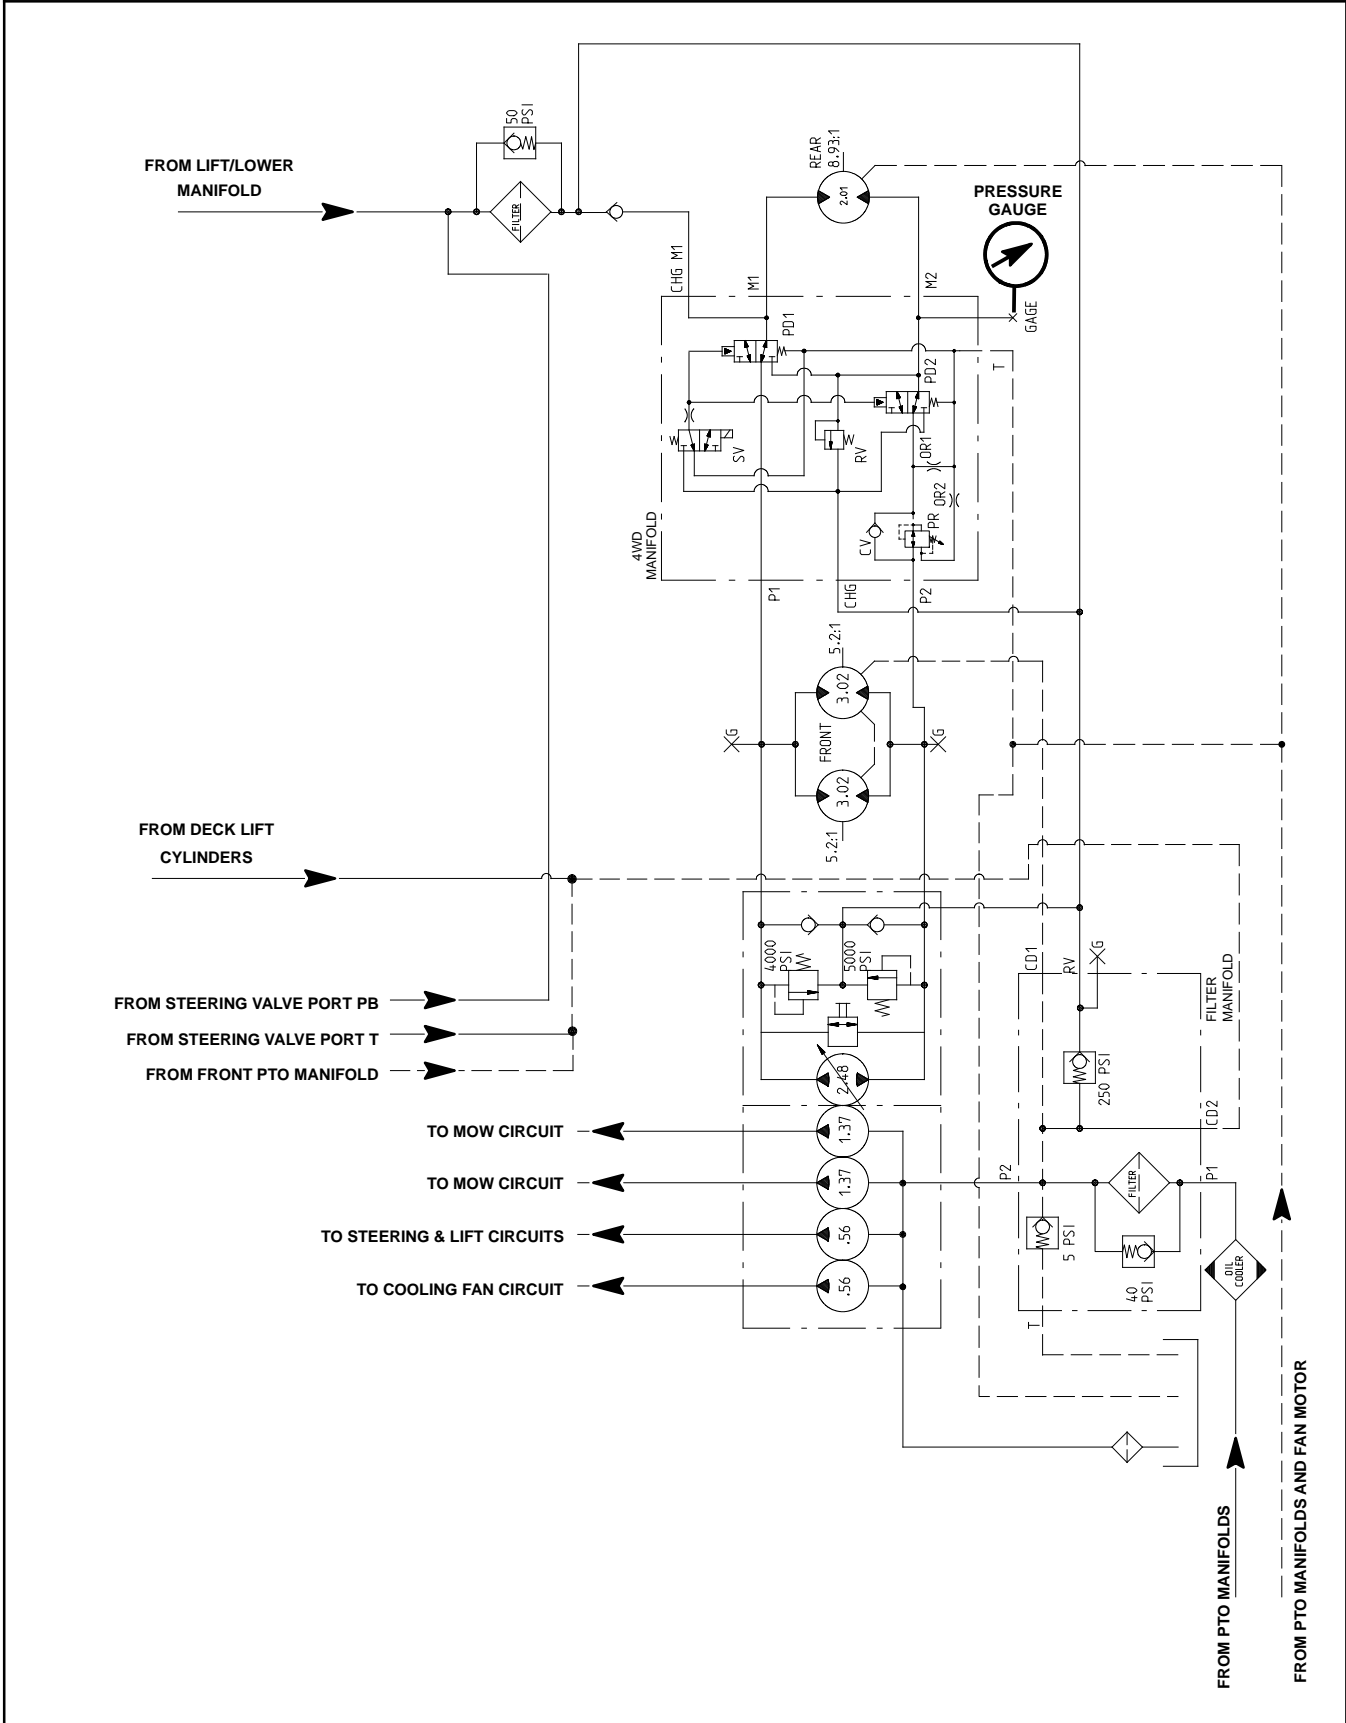 50
PSI
FROM LIFT/LOWER
MANIFOLD
FILTER
REAR
8.93:1
2.01
PRESSURE
GAUGE
CHG M1
M1
M2
GAGE
PD1
T
PD2
SV
RV
OR1
OR2
PR
CV
4WD
MANIFOLD
P1
CHG
P2
5.2:1
3.02
G
FRONT
G
3.02
5.2:1
FROM DECK LIFT
CYLINDERS
4000
PSI
5000
PSI
CD1
RV
G
FILTER
MANIFOLD
FROM STEERING VALVE PORT PB
FROM STEERING VALVE PORT T
FROM FRONT PTO MANIFOLD
2.48
250 PSI
CD2
TO MOW CIRCUIT
1.37
TO MOW CIRCUIT
1.37
P2
FILTER
P1
TO STEERING & LIFT CIRCUITS
.56
5 PSI
TO COOLING FAN CIRCUIT
.56
40
PSI
OIL
COOLER
T
FROM PTO MANIFOLDS
FROM PTO MANIFOLDS AND FAN MOTOR